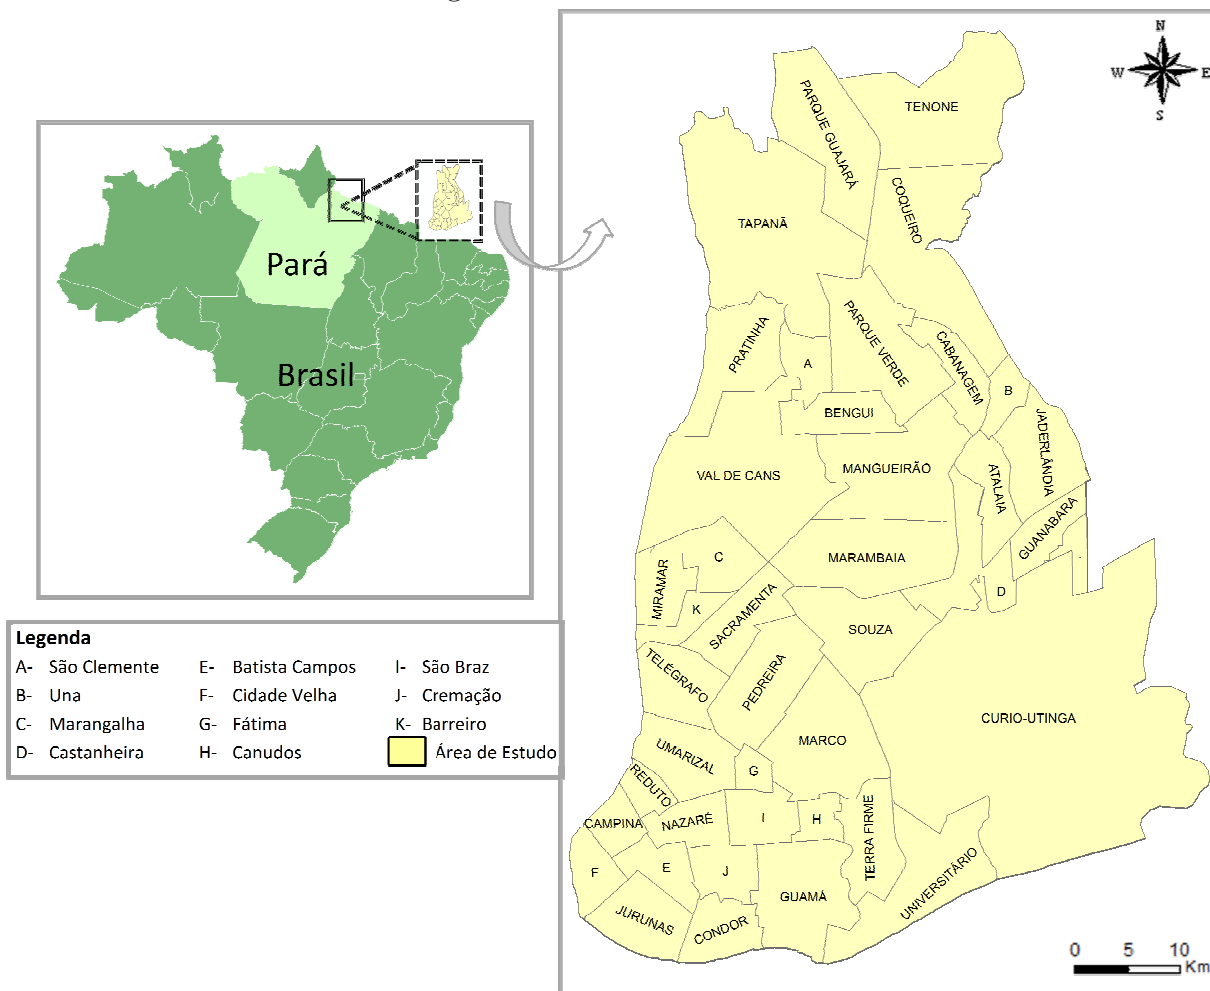 N
W E
S
PARQUE GUAJARÁ
TENONE
COQUEIRO
TAPANÃ
Pará
Brasil
PRATINHA
A
PARQUE VERDE
CABANAGEM
B
BENGUI
JADERLÂNDIA
VAL DE CANS
MANGUEIRÃO
ATALAIA
GUANABARA
MIRAMAR
C
MARAMBAIA
D
K
SACRAMENTA
SOUZA
TELÉGRAFO
PEDREIRA
CURIO-UTINGA
UMARIZAL
G
MARCO
REDUTO
CAMPINA
NAZARÉ
I
H
TERRA FIRME
F
E
J
GUAMÁ
UNIVERSITÁRIO
JURUNAS
CONDOR
Legenda
A- São Clemente E- Batista Campos I- São Braz
B- Una F- Cidade Velha J- Cremação
C- Marangalha G- Fátima K- Barreiro
D- Castanheira H- Canudos Área de Estudo
0 5 10
Km